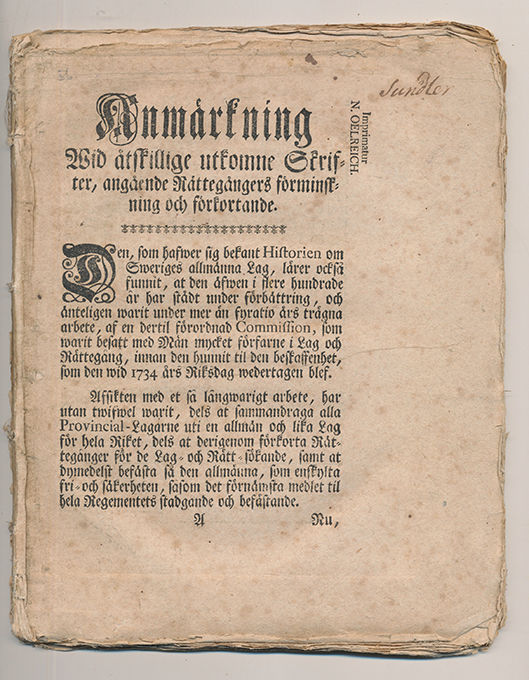 Sundler
Imprimatur
N. OELREICH.
Anmärkning
Wid åtskillige utkomne Skrif-
ter, angående Rättegångers förminsk-
ning och förkortande.
Den, som hafwer sig bekant Historien om
Sweriges allmänna Lag, lärer också
funnit, at den äfwen i flere hundrade
år har städt under förbättring, och
änteligen warit under mer än fyratio års trägna
arbete, af en dertil förordnad Commission, som
warit besatt med Män mycket förfarne i Lag och
Rättegång, innan den hunnit til den beskaffenhet,
som den wid 1734 års Riksdag wedertagen blef.
Afsikten med et så långwarigt arbete, har
utan twifwel warit, dels at sammandraga alla
Provincial-Lagarne uti en allmän och lika Lag
för hela Riket, dels at derigenom förkorta Rät-
tegånger för de Lag- och Rätt-sökande, samt at
dymedelst befästa så den allmänna, som enskylta
fri- och säkerheten, såsom det förnämsta medlet til
hela Regementets stadgande och befästande.
A
Nu,